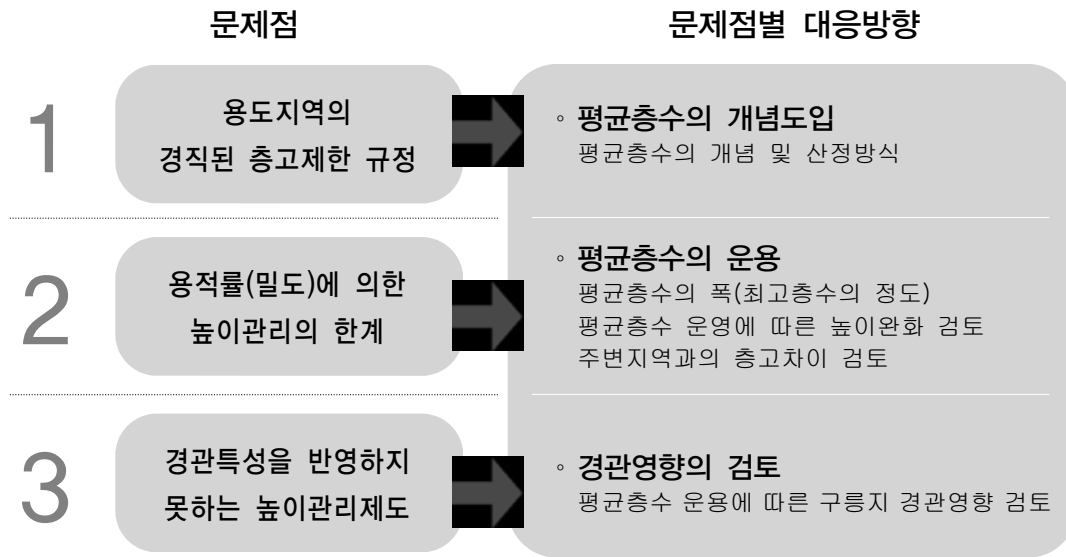 문제점
문제점별 대응방향
1
용도지역의
경직된 층고제한 규정
◦ 평균층수의 개념도입
평균층수의 개념 및 산정방식
2
용적률(밀도)에 의한
높이관리의 한계
◦ 평균층수의 운용
평균층수의 폭(최고층수의 정도)
평균층수 운영에 따른 높이완화 검토
주변지역과의 층고차이 검토
3
경관특성을 반영하지
못하는 높이관리제도
◦ 경관영향의 검토
평균층수 운용에 따른 구릉지 경관영향 검토